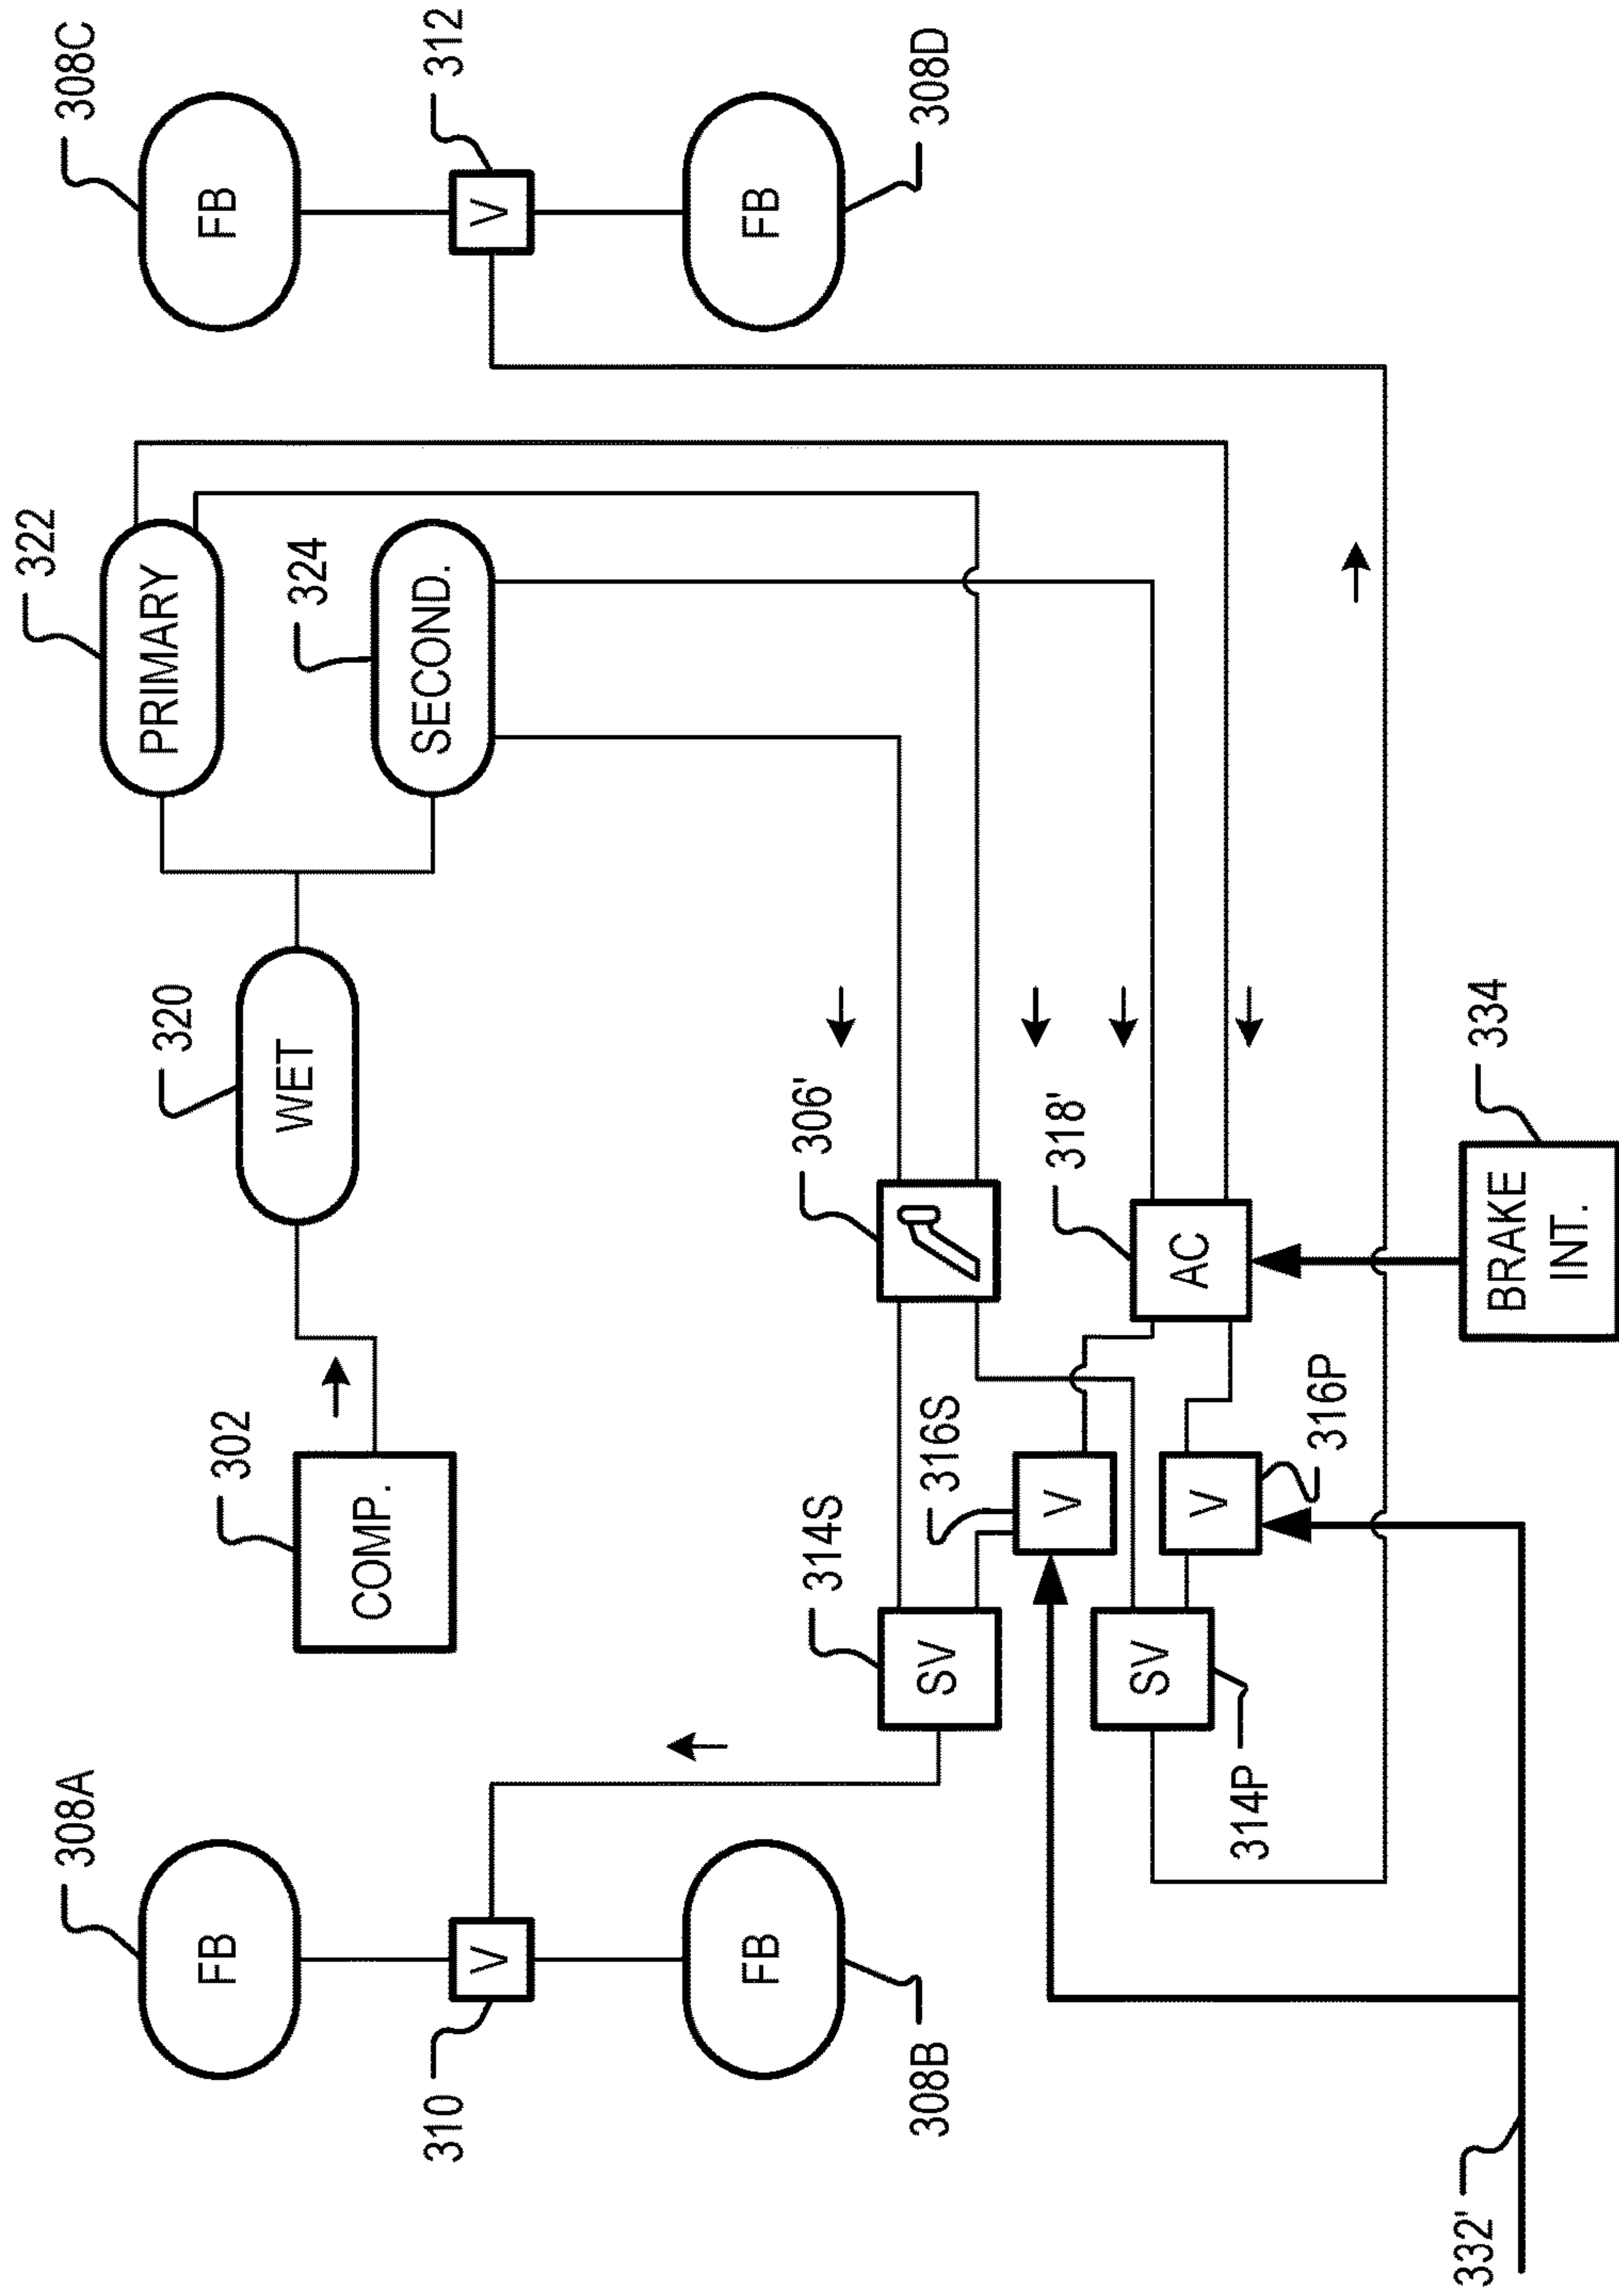 322
308A
308C
PRIMARY
320
FB
FB
302
WET
324
COMP.
SECOND.
310
312
V
V
FB
FB
306'
314S
308B
308D
316S
SV
V
318'
SV
AC
V
314P
316P
332'
334
BRAKE
INT.